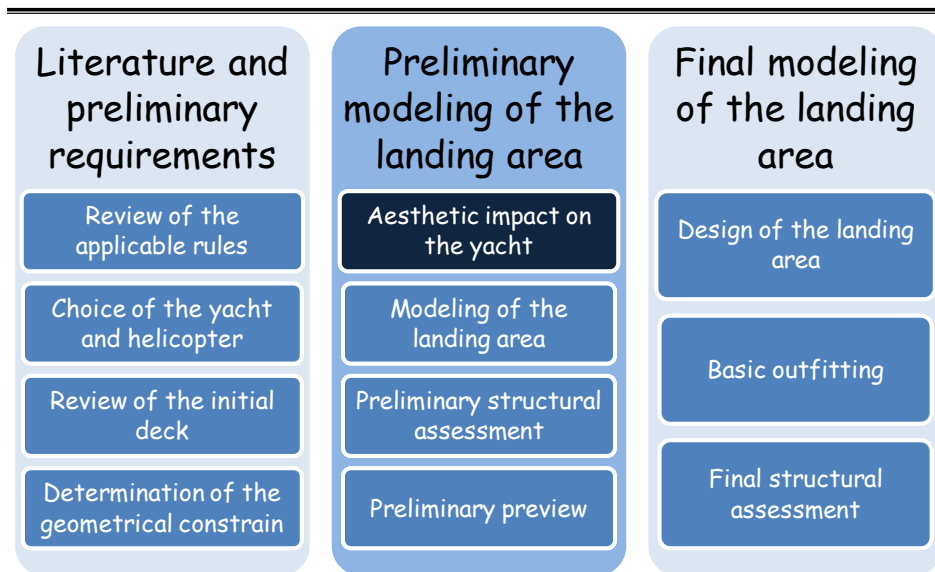 Literature and
preliminary
requirements
Review of the
applicable rules
Choice of the yacht
and helicopter
Review of the initial
deck
Determination of the
geometrical constrain
Preliminary
modeling of the
landing area
Aesthetic impact on
the yacht
Modeling of the
landing area
Preliminary structural
assessment
Preliminary preview
Final modeling
of the landing
area
Design of the landing
area
Basic outfitting
Final structural
assessment